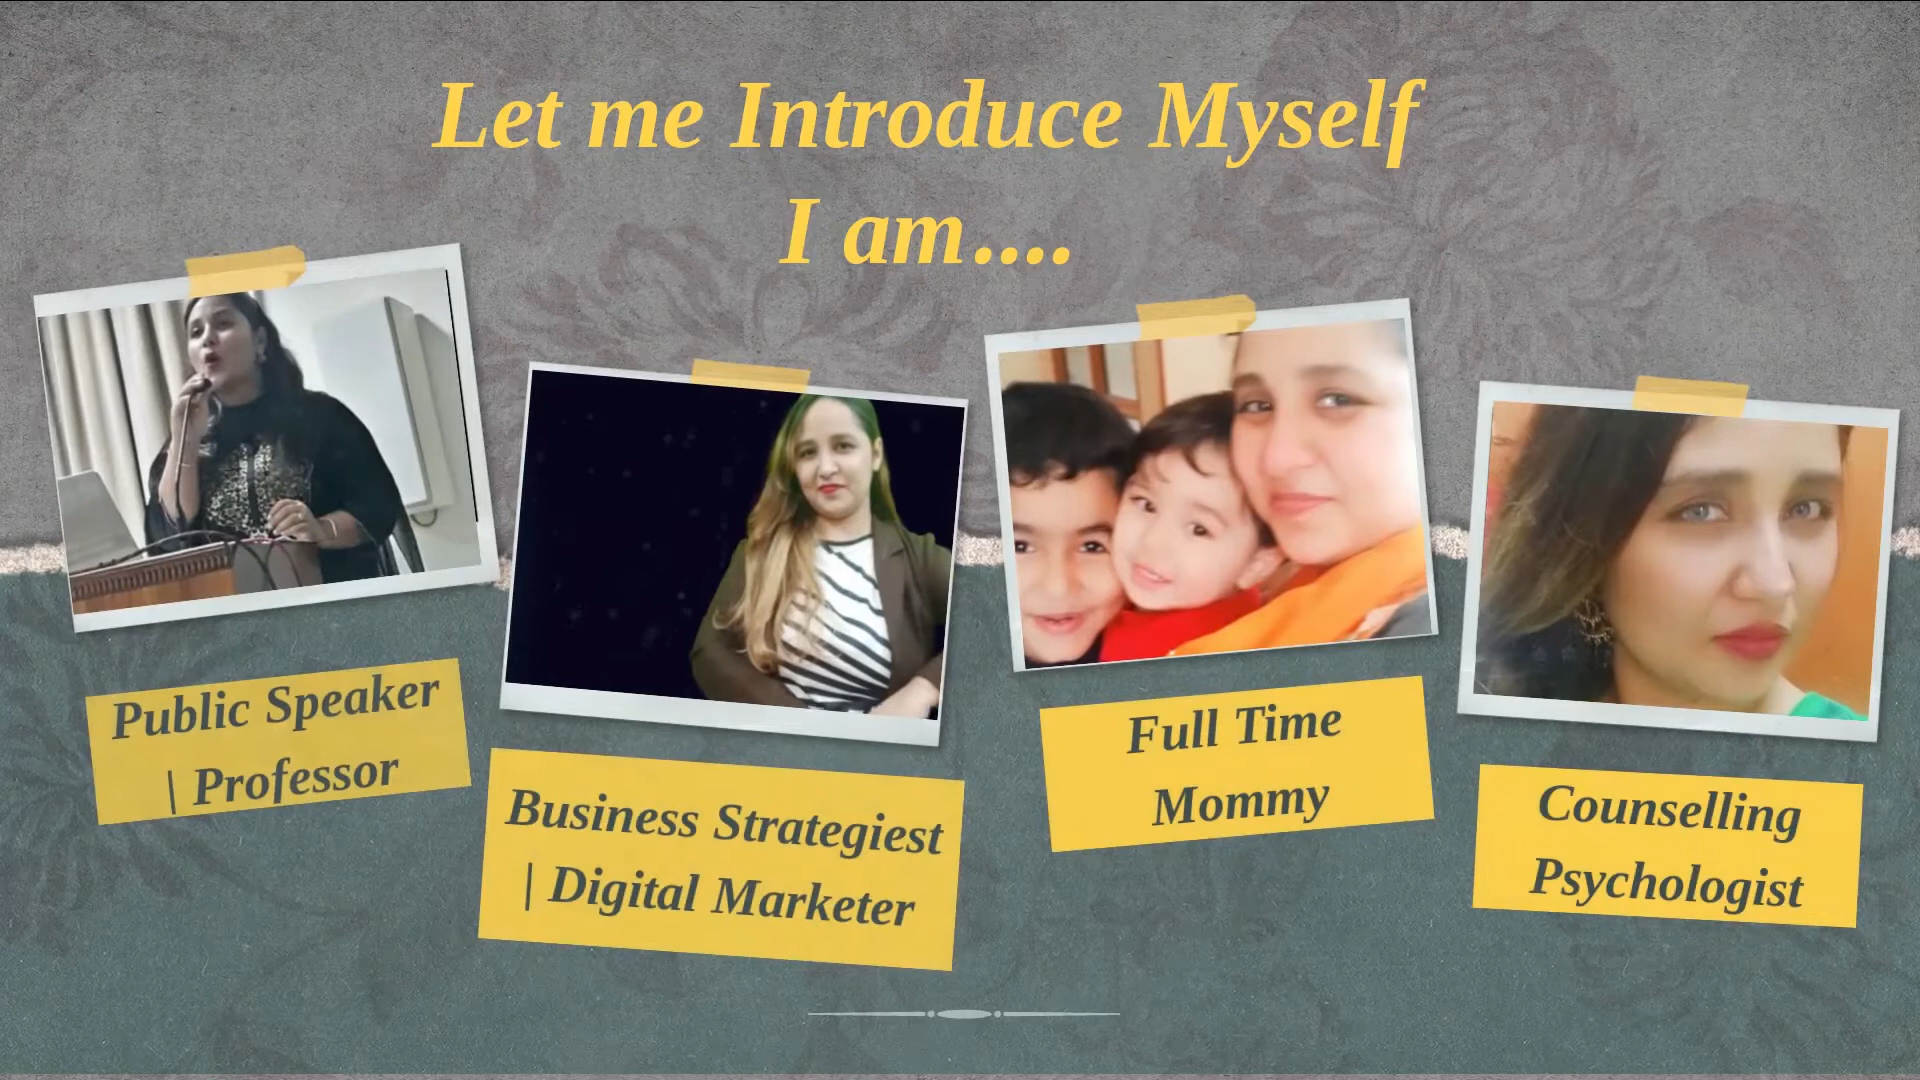 Let me Introduce Myself
I am....
Public Speaker
| Professor
Business Strategiest
| Digital Marketer
Full Time
Mommy
Counselling
Psychologist